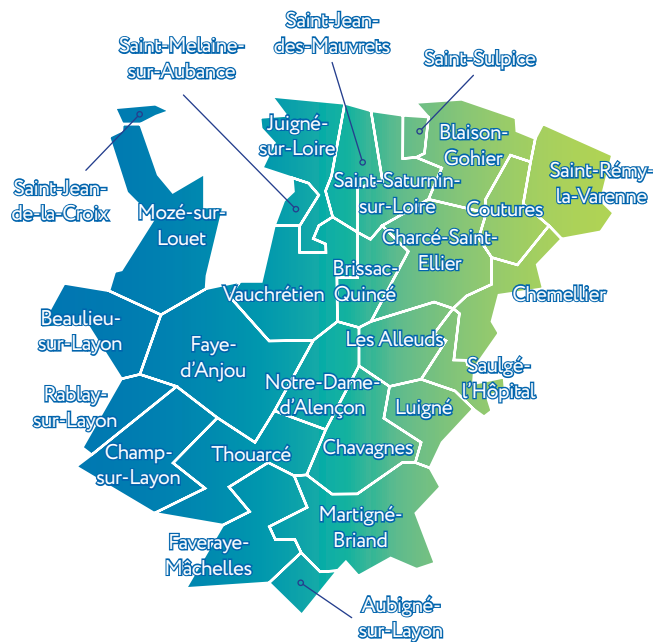 Saint-Jean-
des-Mauvrets
Saint-Melaine-
sur-Aubance
Saint-Sulpice
Juigné-
sur-Loire
Blaison-
Gohier
Saint-Rémy-
la-Varenne
Saint-Jean-
de-la-Croix
Saint-Saturnin-
sur-Loire
Mozé-sur-
Louet
Coutures
Charcé-Saint-
Ellier
Brissac-
Quincé
Vauchrétien
Chemellier
Beaulieu-
sur-Layon
Faye-
d'Anjou
Les Alleuds
Saulgé-
l'Hôpital
Notre-Dame-
d'Alençon
Rablay-
sur-Layon
Luigné
Champ-
sur-Layon
Thouarcé
Chavagnes
Martigné-
Briand
Faveraye-
Mâchelles
Aubigné-
sur-Layon